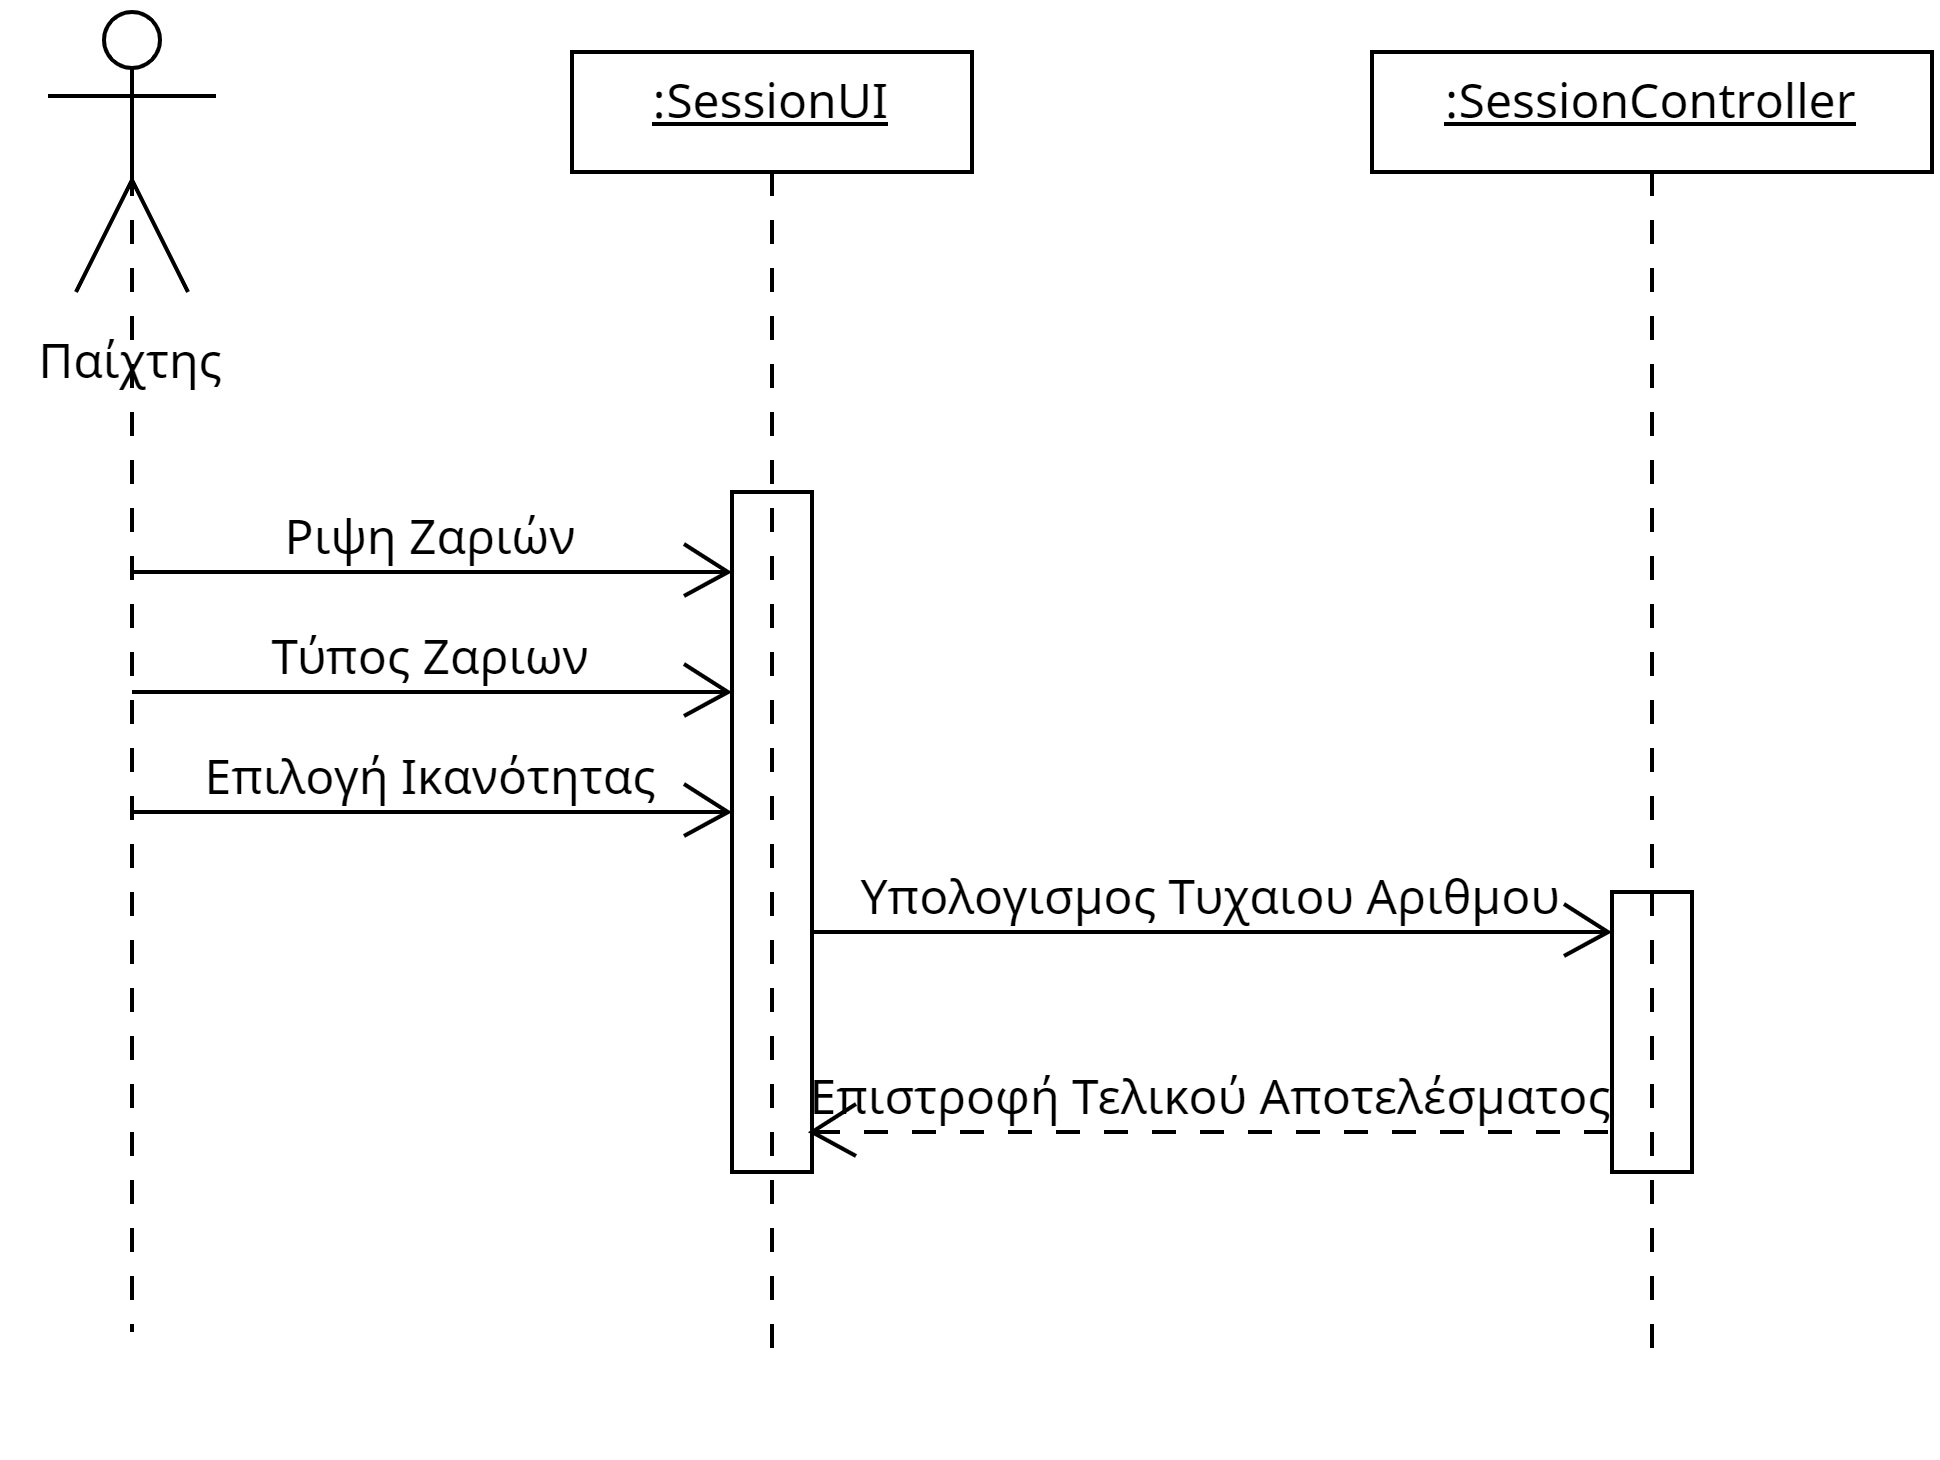 :SessionUI
:SessionController
Παίχτης
Ριψη Ζαριών
Τύπος Ζαριων
Επιλογή Ικανότητας
Υπολογισμος Τυχαιου Αριθμου
Επιστροφή Τελικού Αποτελέσματος